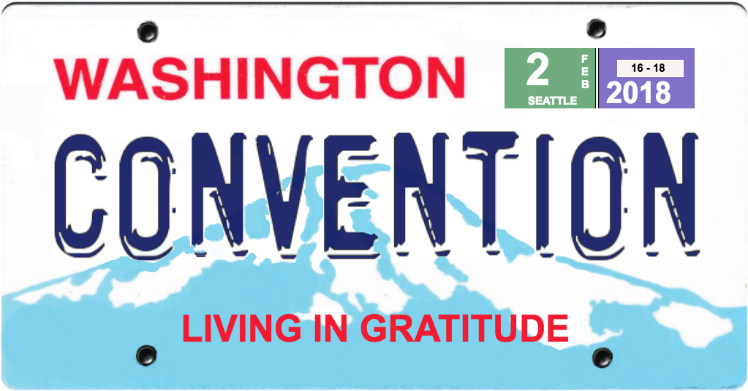 WASHINGTON
2 FEB
SEATTLE
16 - 18
2018
CONVENTION
LIVING IN GRATITUDE